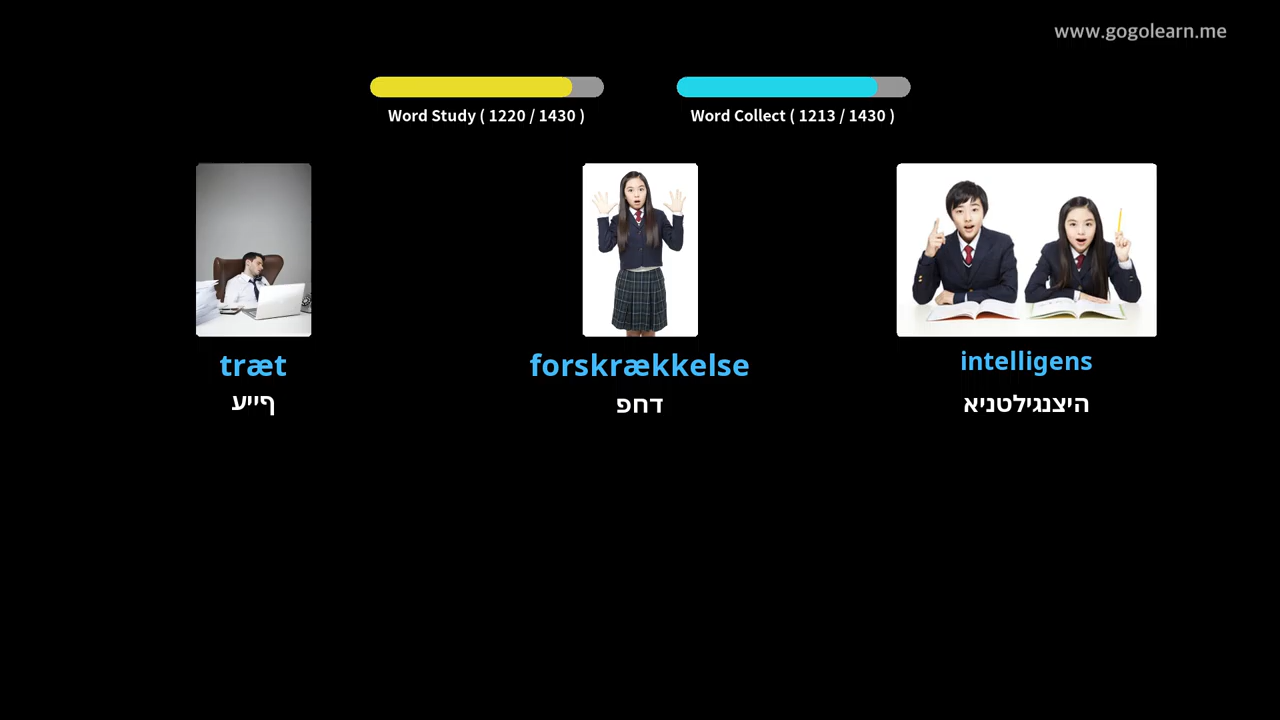 www.gogolearn.me
Word Study ( 1220 / 1430 )
Word Collect ( 1213 / 1430 )
træt
ףייע
forskrækkelse
דחפ
intelligens
היצנגילטניא